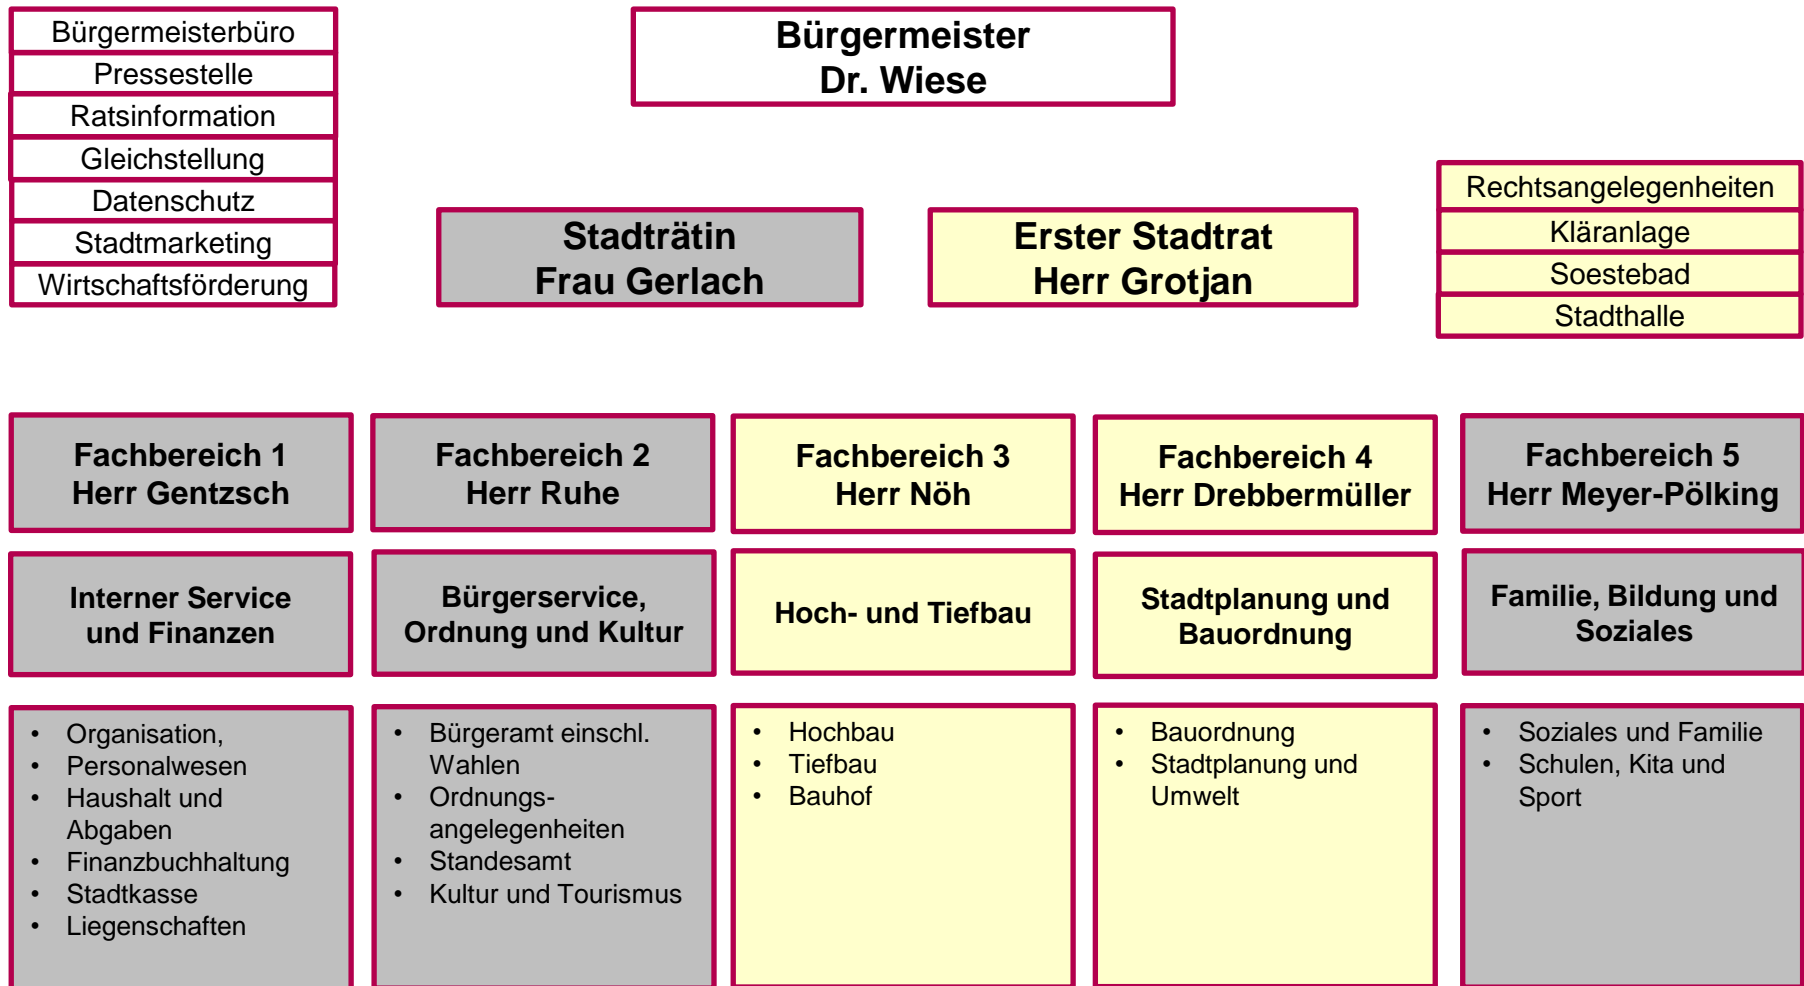 Bürgermeisterbüro
Pressestelle
Ratsinformation
Gleichstellung
Datenschutz
Stadtmarketing
Wirtschaftsförderung
Bürgermeister
Dr. Wiese
Stadträtin
Frau Gerlach
Erster Stadtrat
Herr Grotjan
Rechtsangelegenheiten
Kläranlage
Soestebad
Stadthalle
Fachbereich 1
Herr Gentzsch
Fachbereich 2
Herr Ruhe
Fachbereich 3
Herr Nöh
Fachbereich 4
Herr Drebbermüller
Fachbereich 5
Herr Meyer-Pölking
Interner Service
und Finanzen
Bürgerservice,
Ordnung und Kultur
Hoch- und Tiefbau
Stadtplanung und
Bauordnung
Familie, Bildung und
Soziales
• Organisation,
• Personalwesen
• Haushalt und
Abgaben
• Finanzbuchhaltung
• Stadtkasse
• Liegenschaften
• Bürgeramt einschl.
Wahlen
• Ordnungs-
angelegenheiten
• Standesamt
• Kultur und Tourismus
• Hochbau
• Tiefbau
• Bauhof
• Bauordnung
• Stadtplanung und
Umwelt
• Soziales und Familie
• Schulen, Kita und
Sport